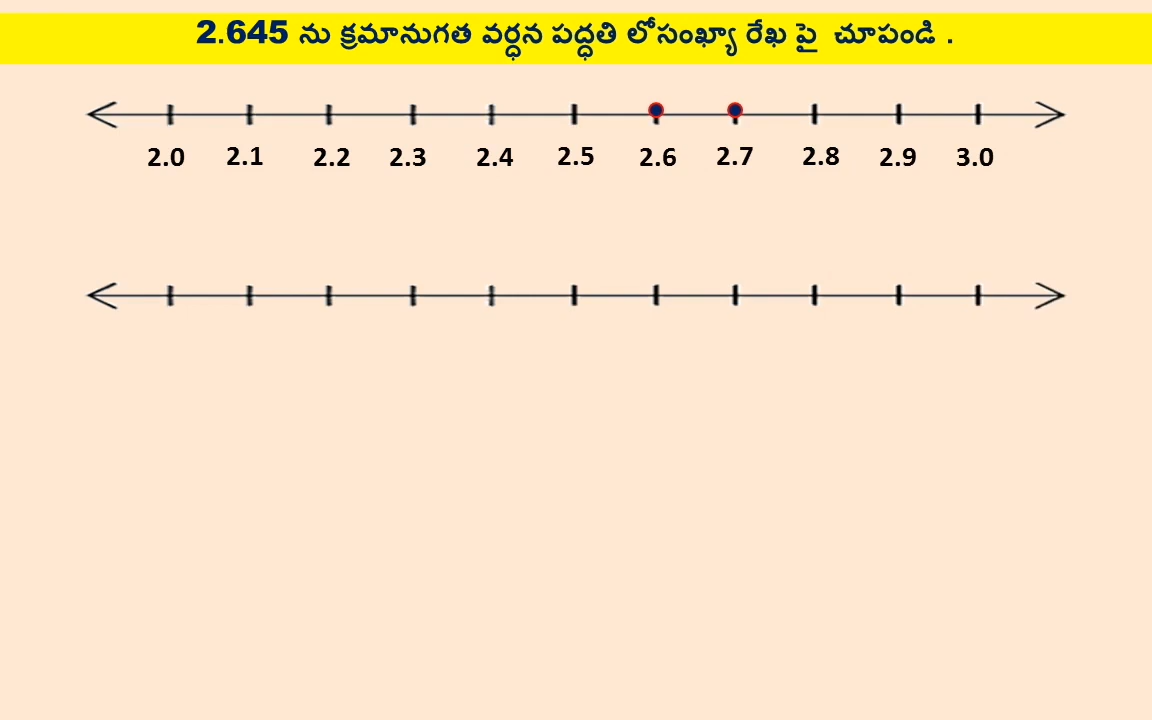 2.645 ను క్రమానుగత వర్ధన పద్ధతి లోసంఖ్యా రేఖ పై చూపండి .
2.0 2.1 2.2 2.3 2.4 2.5 2.6 2.7 2.8 2.9 3.0